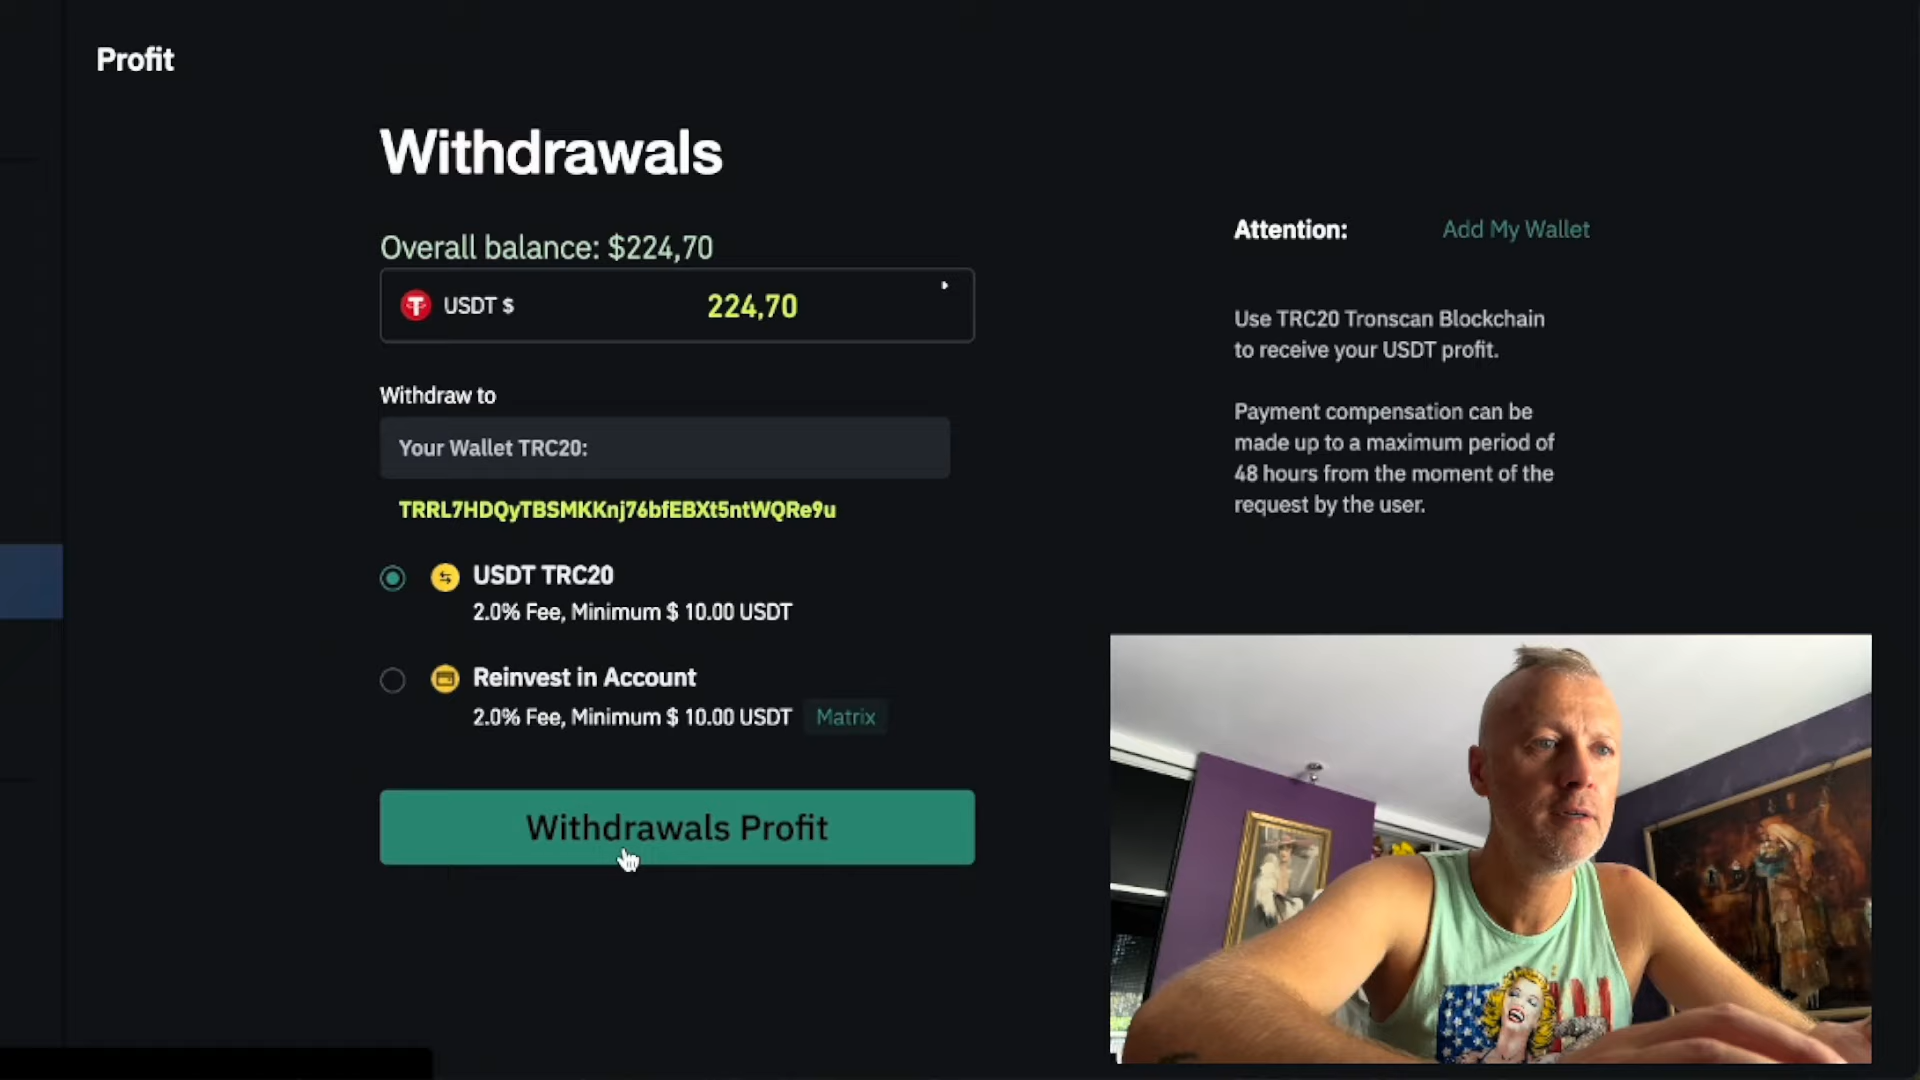 Profit
Withdrawals
Overall balance: $224,70
USDT $
224,70
Withdraw to
Your Wallet TRC20:
TRRL7HDQyTBSMKKnj76bfEBXt5ntWQRe9u
USDT TRC20
2.0% Fee, Minimum $ 10.00 USDT
Reinvest in Account
2.0% Fee, Minimum $ 10.00 USDT Matrix
Withdrawals Profit
Attention: Add My Wallet
Use TRC20 Tronscan Blockchain
to receive your USDT profit.
Payment compensation can be
made up to a maximum period of
48 hours from the moment of the
request by the user.